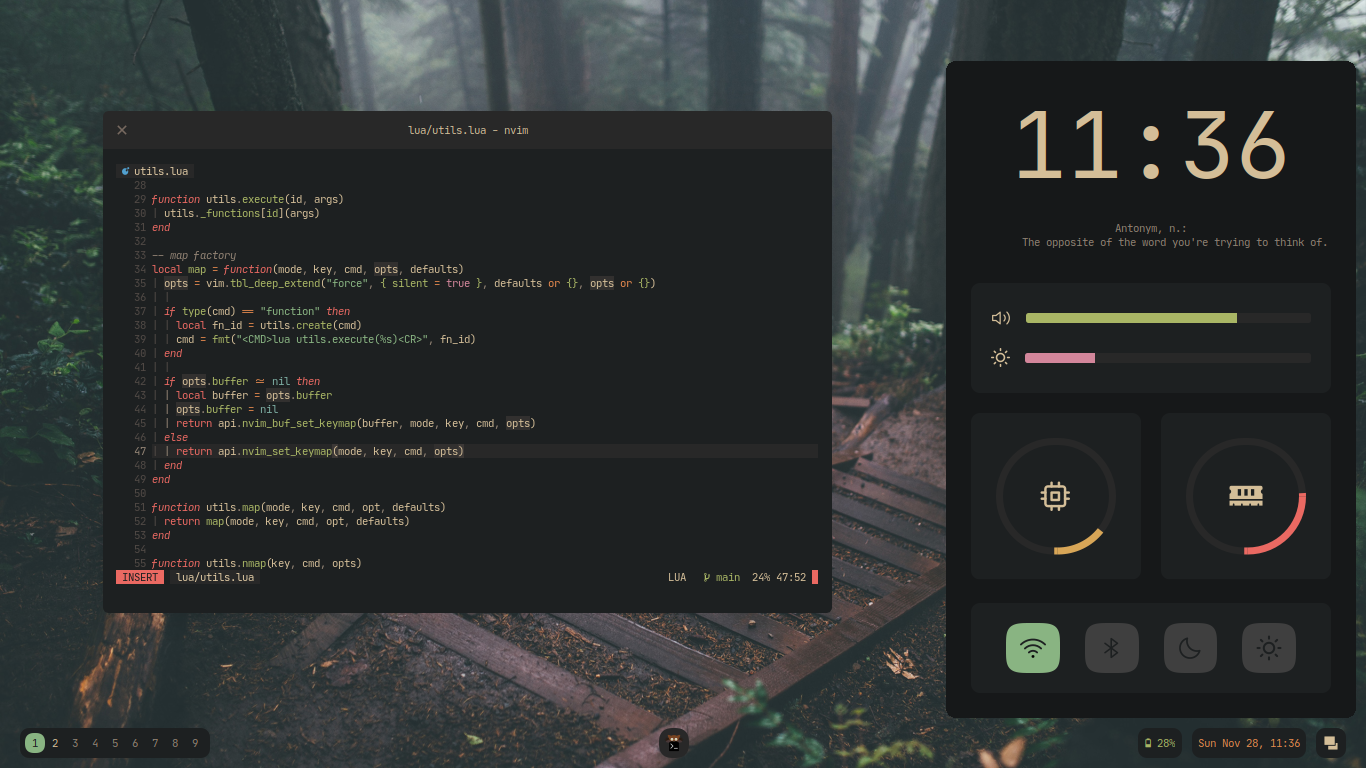 lua/utils.lua - nvim
utils.lua
28
29 function utils.execute(id, args)
30 utils._functions[id](args)
31 end
32
33 -- map factory
34 local map = function(mode, key, cmd, opts, defaults)
35 opts = vim.tbl_deep_extend("force", { silent = true }, defaults or {}, opts or {})
36
37 if type(cmd) == "function" then
38 local fn_id = utils.create(cmd)
39 cmd = fmt("<CMD>lua utils.execute(%s)<CR>", fn_id)
40 end
41
42 if opts.buffer ~= nil then
43 local buffer = opts.buffer
44 opts.buffer = nil
45 return api.nvim_buf_set_keymap(buffer, mode, key, cmd, opts)
46 else
47 return api.nvim_set_keymap(mode, key, cmd, opts)
48 end
49 end
50
51 function utils.map(mode, key, cmd, opt, defaults)
52 return map(mode, key, cmd, opt, defaults)
53 end
54
55 function utils.nmap(key, cmd, opts)
INSERT lua/utils.lua LUA main 24% 47:52
11:36
Antonym, n.:
The opposite of the word you're trying to think of.
1 2 3 4 5 6 7 8 9
28%
Sun Nov 28, 11:36